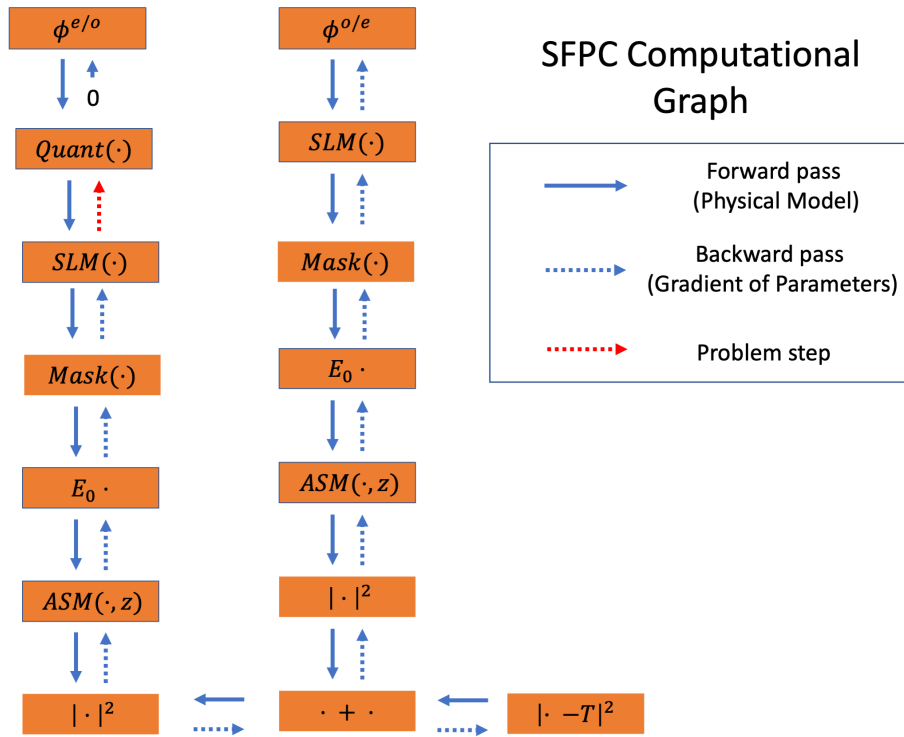 SFPC Computational
Graph
Forward pass
(Physical Model)
Backward pass
(Gradient of Parameters)
Problem step
ϕ^{e/o}
0
Quant(·)
SLM(·)
Mask(·)
E₀ ·
ASM(·, z)
| · |²
ϕ^{o/e}
SLM(·)
Mask(·)
E₀ ·
ASM(·, z)
| · |²
· + ·
| · −T|²